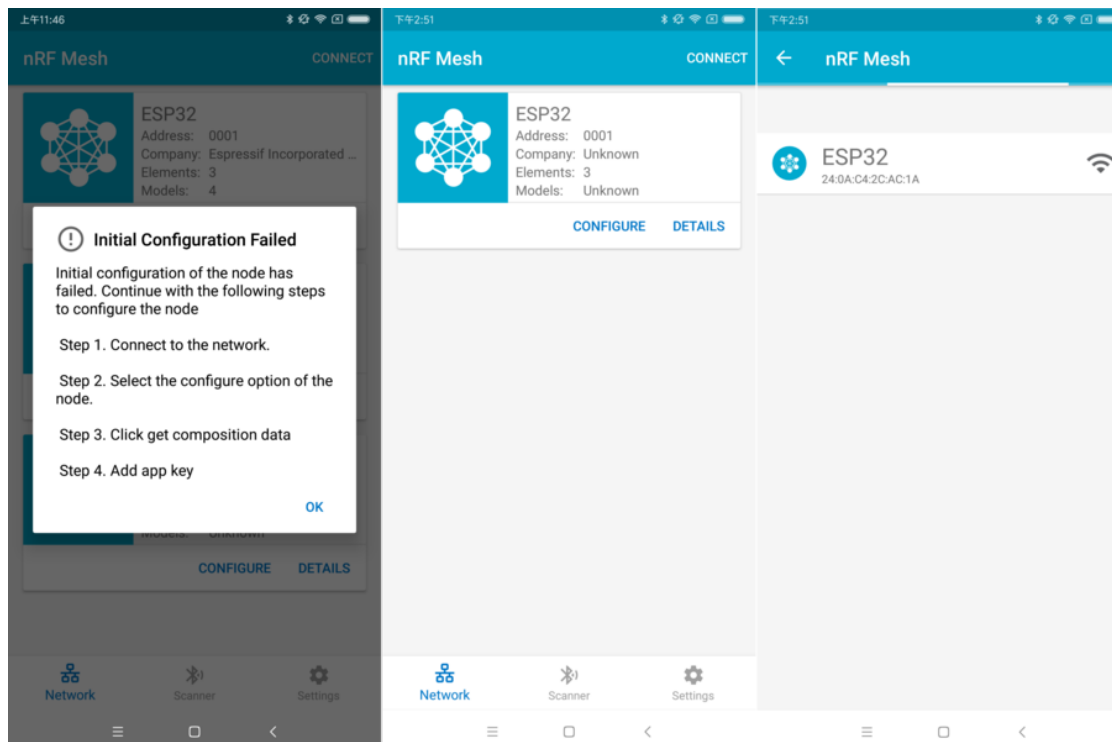 上午11:46
nRF Mesh
CONNECT
ESP32
Address: 0001
Company: Espressif Incorporated ...
Elements: 3
Models: 4
Initial Configuration Failed
Initial configuration of the node has
failed. Continue with the following steps
to configure the node
Step 1. Connect to the network.
Step 2. Select the configure option of the
node.
Step 3. Click get composition data
Step 4. Add app key
OK
Models: Unknown
CONFIGURE DETAILS
Network
Scanner
Settings
下午2:51
nRF Mesh
CONNECT
ESP32
Address: 0001
Company: Unknown
Elements: 3
Models: Unknown
CONFIGURE DETAILS
Network
Scanner
Settings
下午2:51
nRF Mesh
ESP32
24:0A:C4:2C:AC:1A